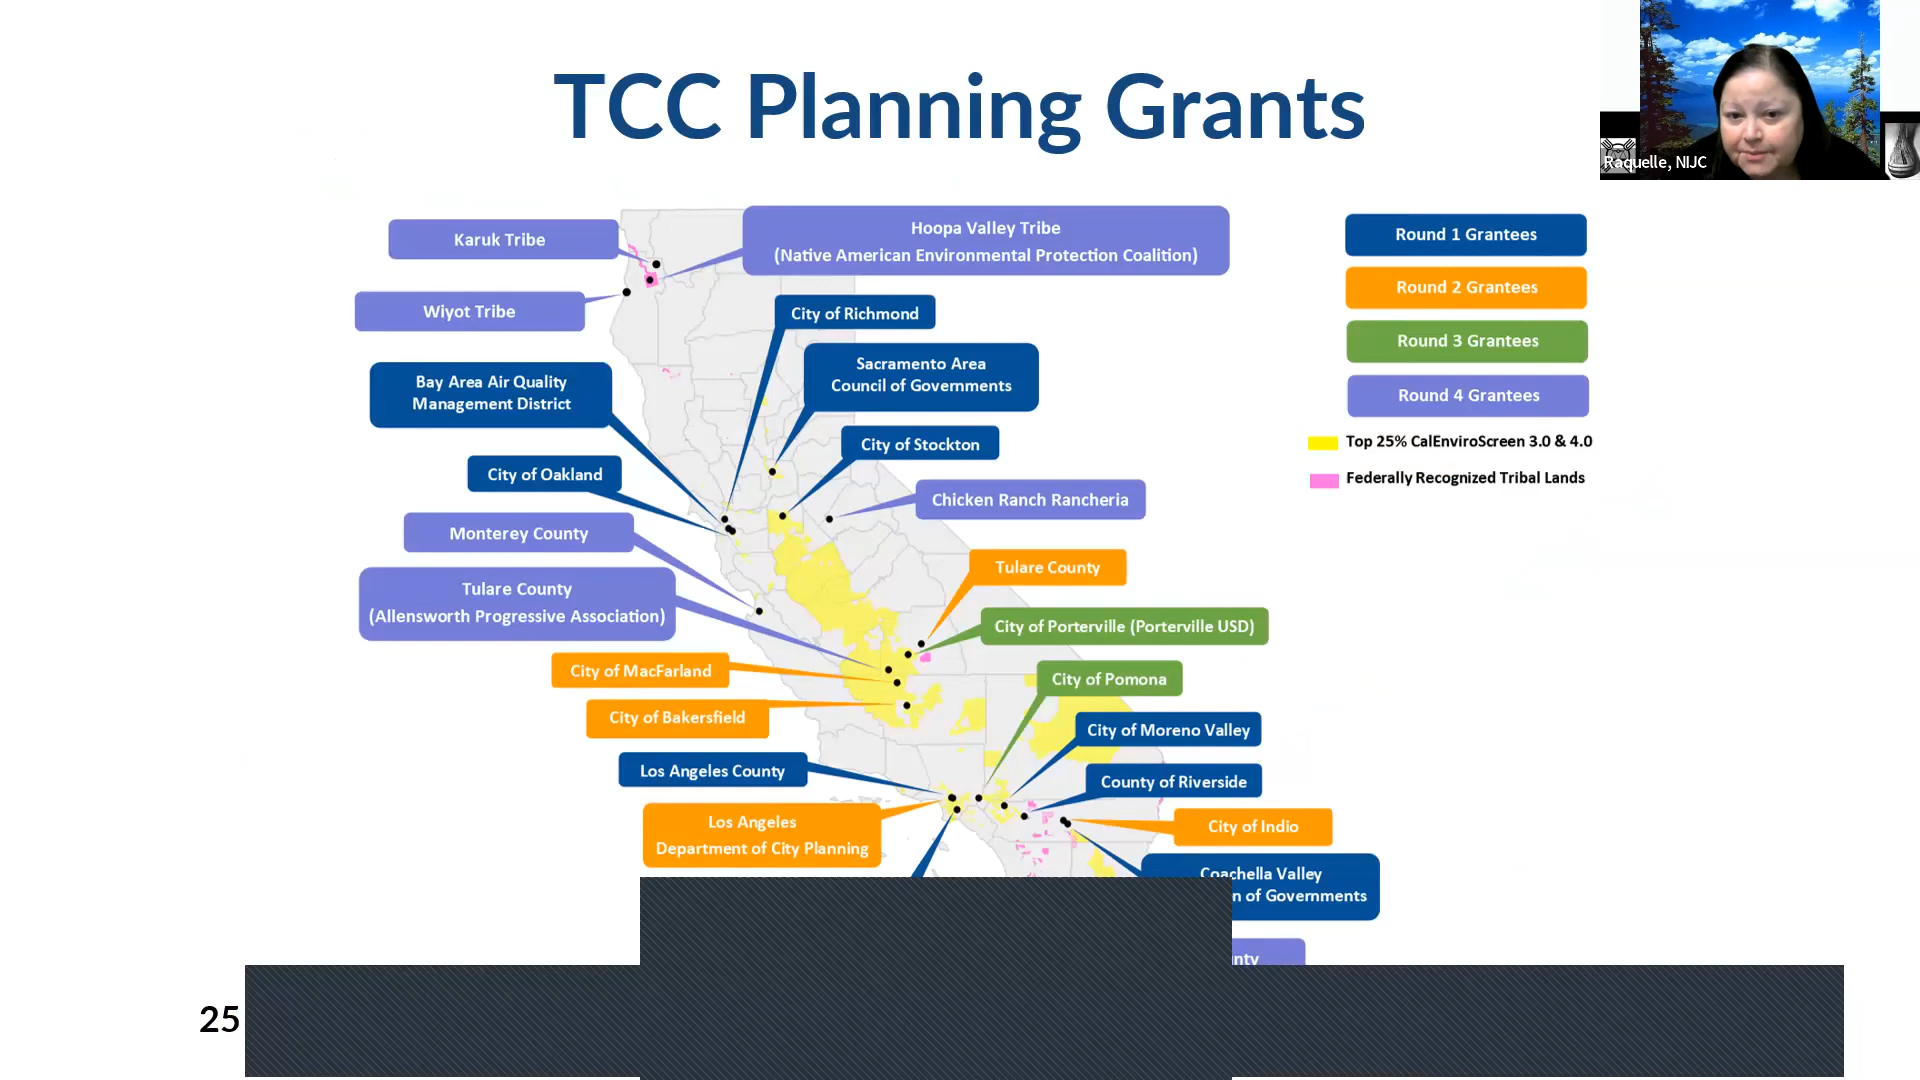 TCC Planning Grants
Raquelle, NIJC
Karuk Tribe
Hoopa Valley Tribe
(Native American Environmental Protection Coalition)
Wiyot Tribe
City of Richmond
Bay Area Air Quality
Management District
Sacramento Area
Council of Governments
City of Stockton
City of Oakland
Chicken Ranch Rancheria
Monterey County
Tulare County
(Allensworth Progressive Association)
Tulare County
City of Porterville (Porterville USD)
City of MacFarland
City of Pomona
City of Bakersfield
City of Moreno Valley
Los Angeles County
County of Riverside
Los Angeles
Department of City Planning
City of Indio
Coachella Valley
of Governments
Round 1 Grantees
Round 2 Grantees
Round 3 Grantees
Round 4 Grantees
Top 25% CalEnviroScreen 3.0 & 4.0
Federally Recognized Tribal Lands
25